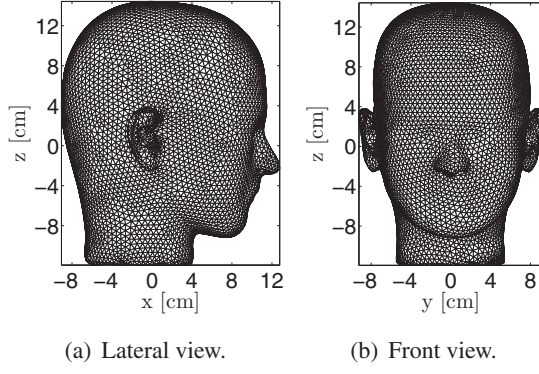 12
8
4
0
−4
−8
z [cm]
−8 −4 0 4 8 12
x [cm]
(a) Lateral view.
12
8
4
0
−4
−8
z [cm]
−8 −4 0 4 8
y [cm]
(b) Front view.